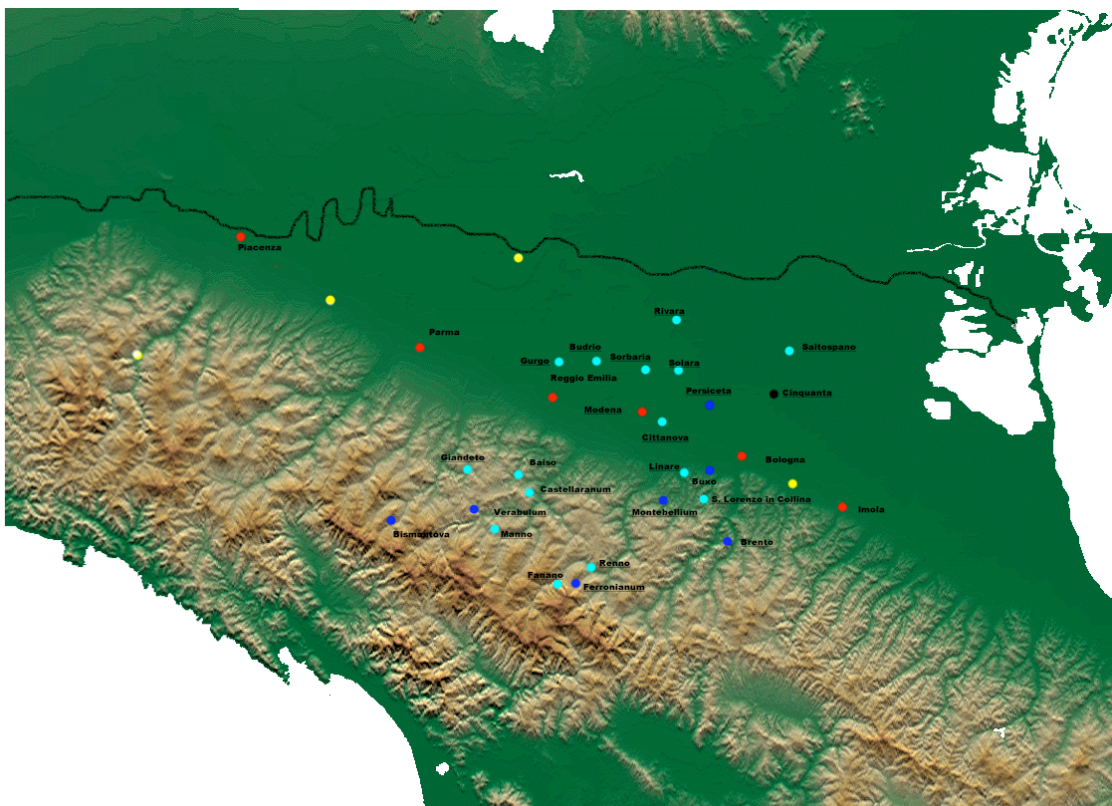 Piacenza
Rivara
Parma
Budrio
Saltospano
Gurgo
Sorbaria
Solara
Reggio Emilia
Persiceta
Cinquanta
Modena
Cittanova
Giandeto
Baiso
Linare
Bologna
Buxo
Castellaranum
S. Lorenzo in Collina
Verabulum
Montebellium
Imola
Bismantova
Manno
Brento
Renno
Fanano
Ferronianum